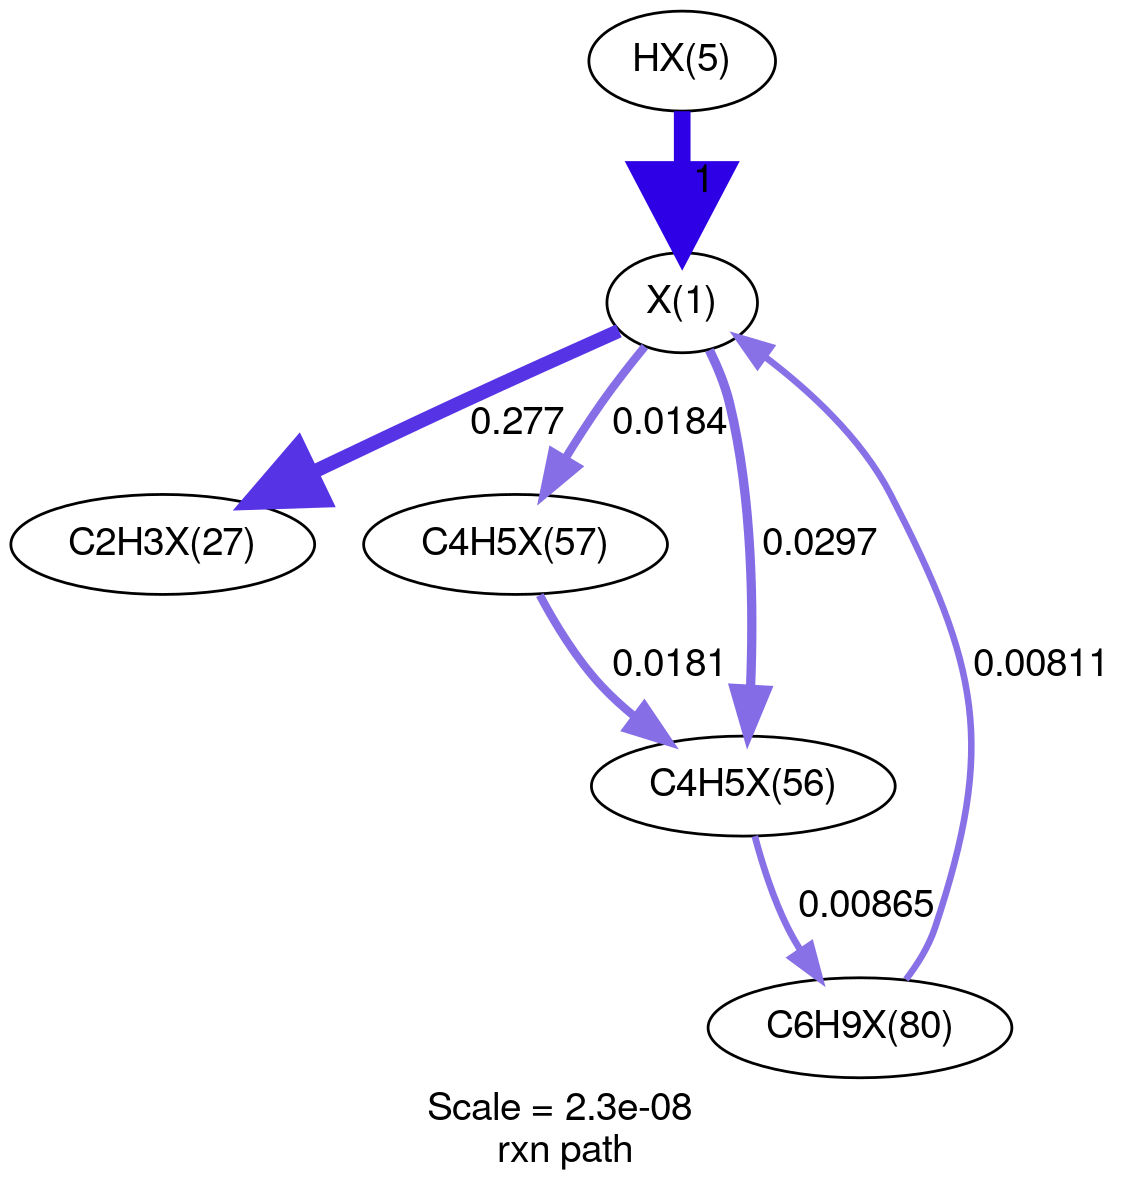 HX(5)
1
X(1)
0.277
0.0184
C2H3X(27)
C4H5X(57)
0.0297
0.0181
0.00811
C4H5X(56)
0.00865
C6H9X(80)
Scale = 2.3e-08
rxn path